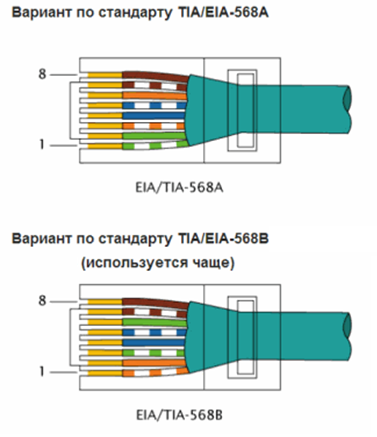 Вариант по стандарту TIA/EIA-568A
8
1
EIA/TIA-568A
Вариант по стандарту TIA/EIA-568B
(используется чаще)
8
1
EIA/TIA-568B